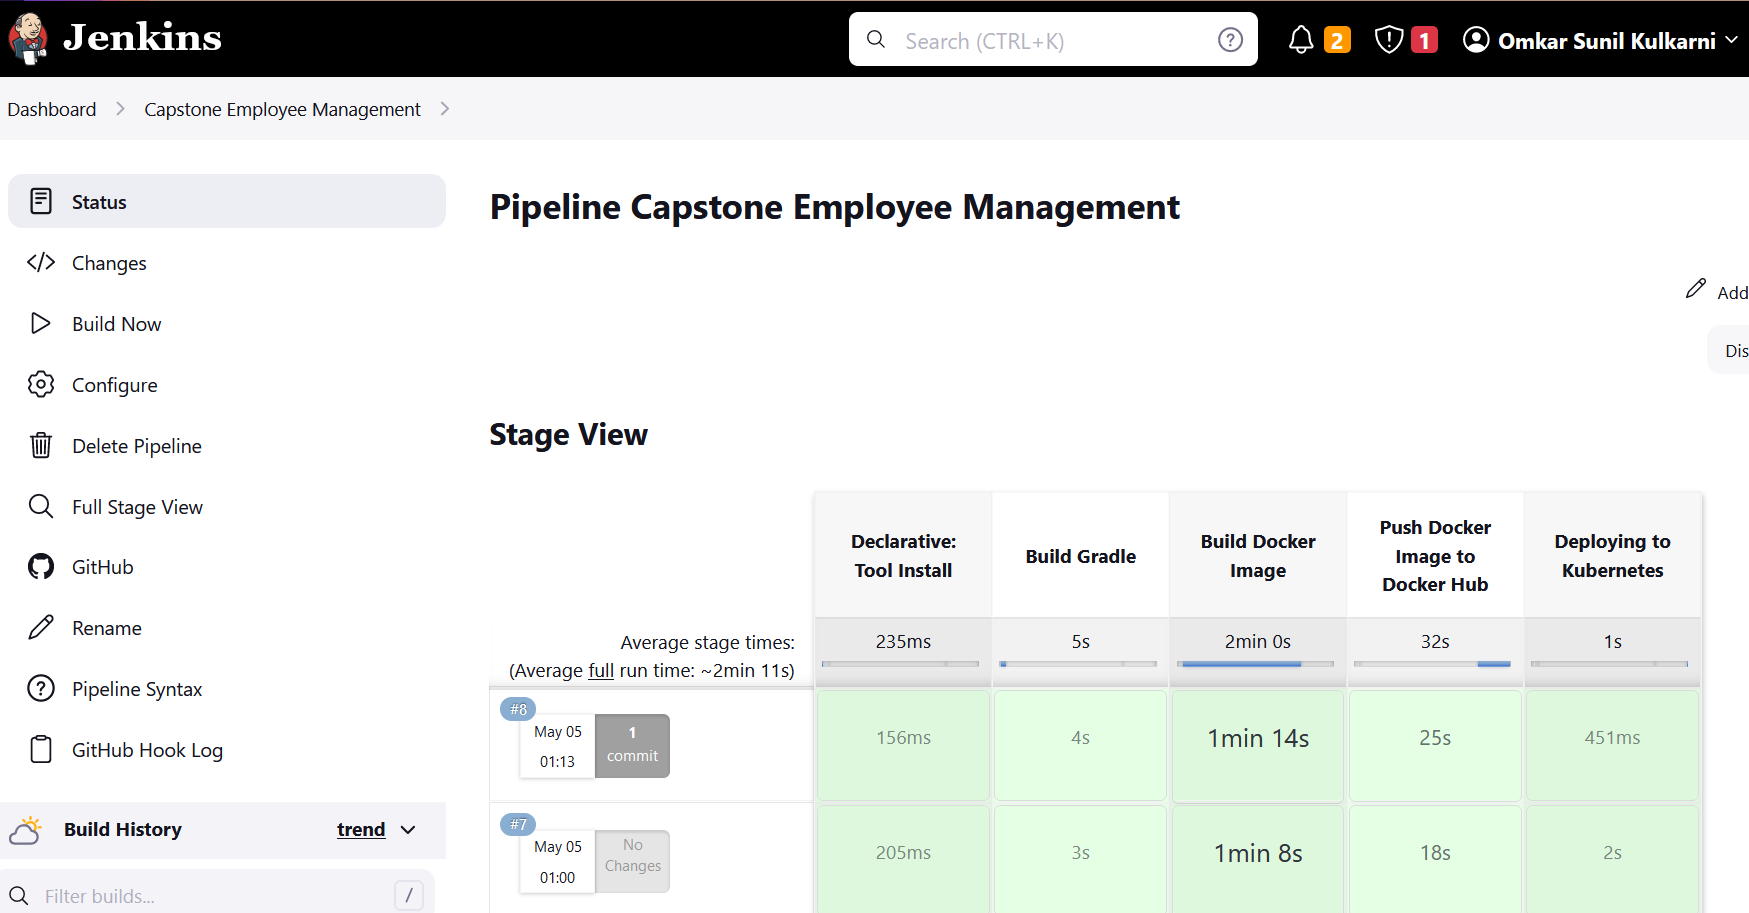 Jenkins
Search (CTRL+K)
2
1
Omkar Sunil Kulkarni
Dashboard
Capstone Employee Management
Status
Changes
Build Now
Configure
Delete Pipeline
Full Stage View
GitHub
Rename
Pipeline Syntax
GitHub Hook Log
Build History
trend
Filter builds...
/
Pipeline Capstone Employee Management
Add
Dis
Stage View
Declarative:
Tool Install
Build Gradle
Build Docker
Image
Push Docker
Image to
Docker Hub
Deploying to
Kubernetes
Average stage times:
(Average full run time: ~2min 11s)
235ms
5s
2min 0s
32s
1s
#8
May 05
01:13
1
commit
156ms
4s
1min 14s
25s
451ms
#7
May 05
01:00
No
Changes
205ms
3s
1min 8s
18s
2s